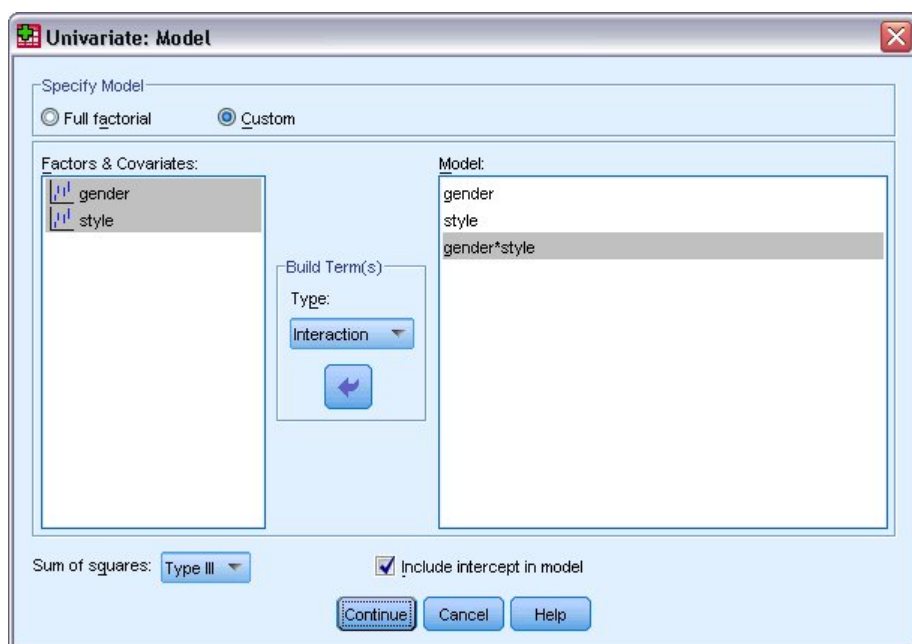 Univariate: Model
Specify Model
Full factorial
Custom
Factors & Covariates:
gender
style
Build Term(s)
Type:
Interaction
Model:
gender
style
gender*style
Sum of squares: Type III
Include intercept in model
Continue Cancel Help